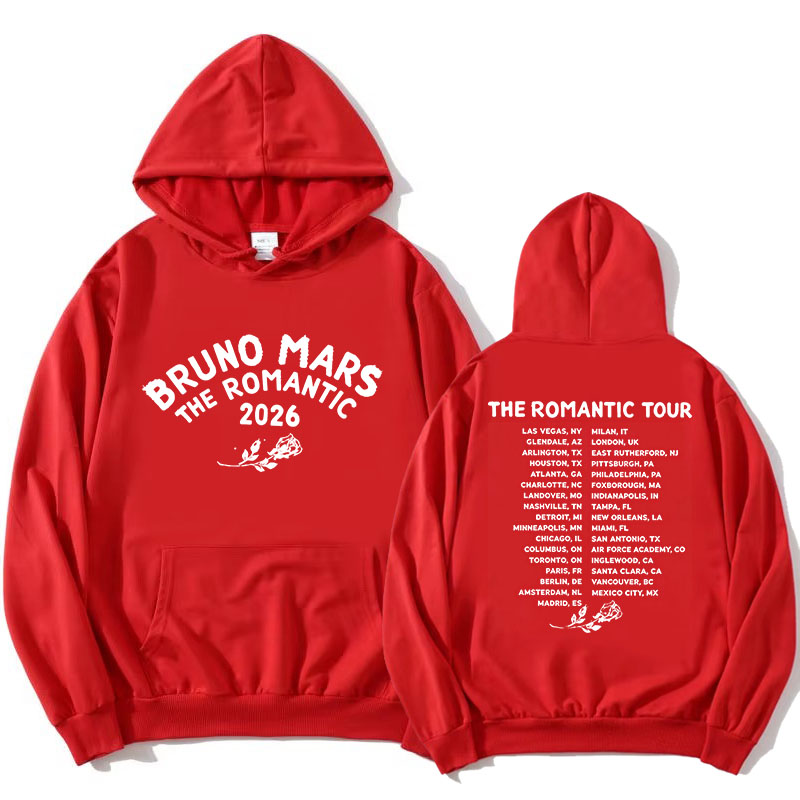 BRUNO MARS
THE ROMANTIC
2026
THE ROMANTIC TOUR
LAS VEGAS, NY MILAN, IT
GLENDALE, AZ LONDON, UK
ARLINGTON, TX EAST RUTHERFORD, NJ
HOUSTON, TX PITTSBURGH, PA
ATLANTA, GA PHILADELPHIA, PA
CHARLOTTE, NC FOXBOROUGH, MA
LANDOVER, MO INDIANAPOLIS, IN
NASHVILLE, TN TAMPA, FL
DETROIT, MI NEW ORLEANS, LA
MINNEAPOLIS, MN MIAMI, FL
CHICAGO, IL SAN ANTONIO, TX
COLUMBUS, ON AIR FORCE ACADEMY, CO
TORONTO, ON INGLEWOOD, CA
PARIS, FR SANTA CLARA, CA
BERLIN, DE VANCOUVER, BC
AMSTERDAM, NL MEXICO CITY, MX
MADRID, ES